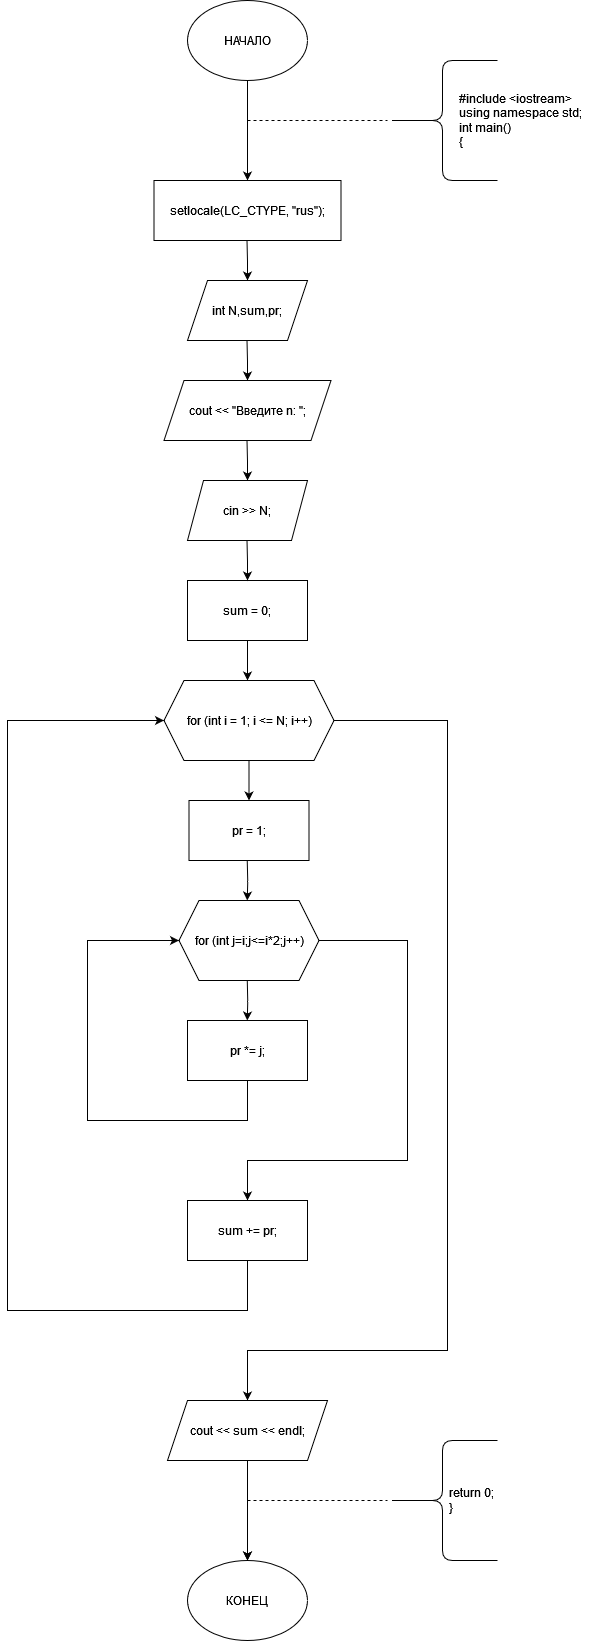 НАЧАЛО
#include <iostream>
using namespace std;
int main()
{
setlocale(LC_CTYPE, "rus");
int N,sum,pr;
cout << "Введите n: ";
cin >> N;
sum = 0;
for (int i = 1; i <= N; i++)
pr = 1;
for (int j=i;j<=i*2;j++)
pr *= j;
sum += pr;
cout << sum << endl;
return 0;
}
КОНЕЦ